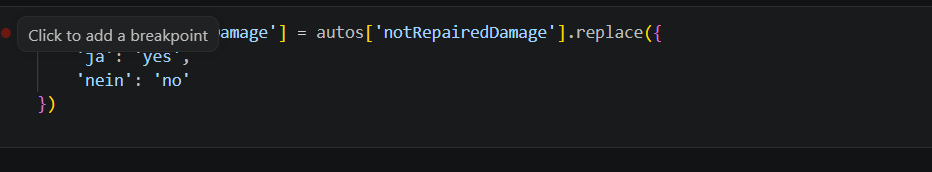 Click to add a breakpoint
amage'] = autos['notRepairedDamage'].replace({
'ja': 'yes',
'nein': 'no'
})